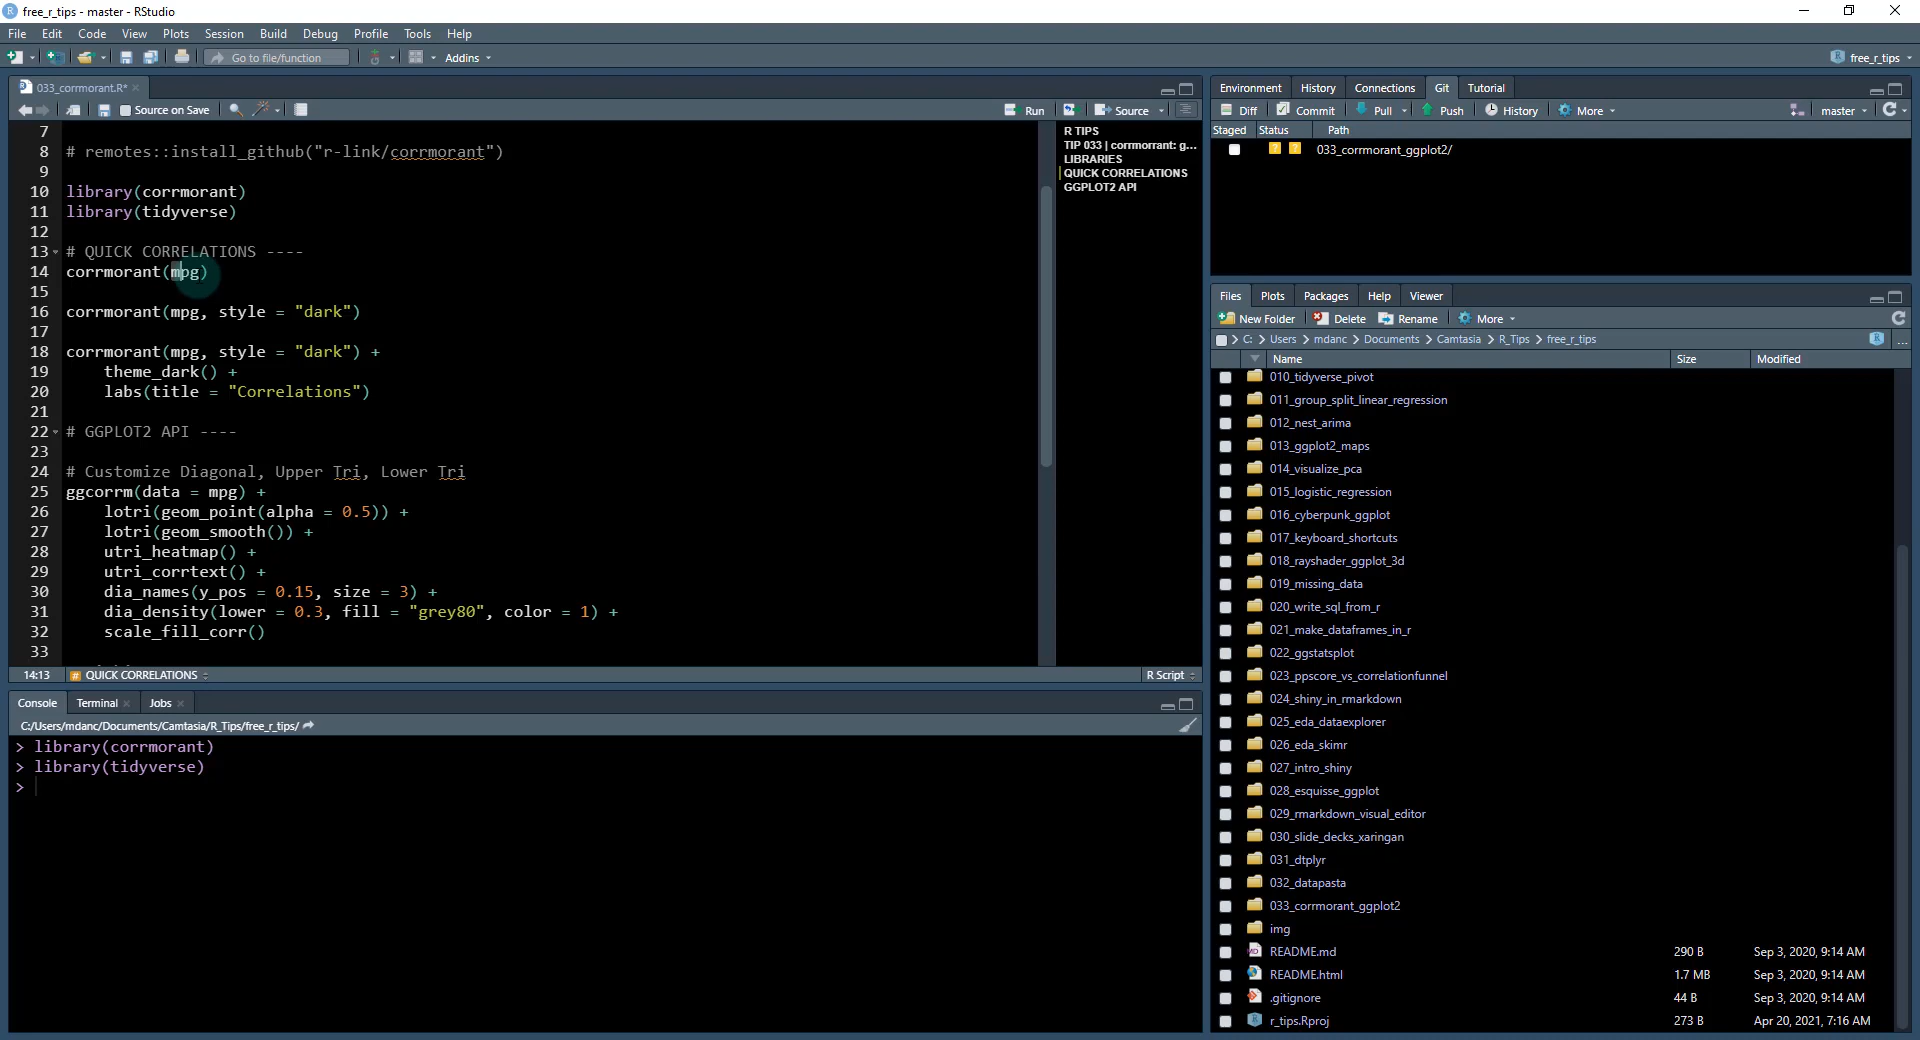 free_r_tips - master - RStudio
File Edit Code View Plots Session Build Debug Profile Tools Help
Go to file/function Addins free_r_tips
033_corrmorant.R*
Source on Save Run Source
7
8 # remotes::install_github("r-link/corrmorant")
9
10 library(corrmorant)
11 library(tidyverse)
12
13 # QUICK CORRELATIONS ----
14 corrmorant(mpg)
15
16 corrmorant(mpg, style = "dark")
17
18 corrmorant(mpg, style = "dark") +
19 theme_dark() +
20 labs(title = "Correlations")
21
22 # GGPLOT2 API ----
23
24 # Customize Diagonal, Upper Tri, Lower Tri
25 ggcorrm(data = mpg) +
26 lotri(geom_point(alpha = 0.5)) +
27 lotri(geom_smooth()) +
28 utri_heatmap() +
29 utri_corrtext() +
30 dia_names(y_pos = 0.15, size = 3) +
31 dia_density(lower = 0.3, fill = "grey80", color = 1) +
32 scale_fill_corr()
33
R TIPS
TIP 033 | corrmorrant: g...
LIBRARIES
QUICK CORRELATIONS
GGPLOT2 API
14:13 # QUICK CORRELATIONS R Script
Console Terminal Jobs
C:/Users/mdanc/Documents/Camtasia/R_Tips/free_r_tips/
> library(corrmorant)
> library(tidyverse)
>
Environment History Connections Git Tutorial
Diff Commit Pull Push History More master
Staged Status Path
? ? 033_corrmorant_ggplot2/
Files Plots Packages Help Viewer
New Folder Delete Rename More
C: > Users > mdanc > Documents > Camtasia > R_Tips > free_r_tips ...
Name Size Modified
010_tidyverse_pivot
011_group_split_linear_regression
012_nest_arima
013_ggplot2_maps
014_visualize_pca
015_logistic_regression
016_cyberpunk_ggplot
017_keyboard_shortcuts
018_rayshader_ggplot_3d
019_missing_data
020_write_sql_from_r
021_make_dataframes_in_r
022_ggstatsplot
023_ppscore_vs_correlationfunnel
024_shiny_in_rmarkdown
025_eda_dataexplorer
026_eda_skimr
027_intro_shiny
028_esquisse_ggplot
029_rmarkdown_visual_editor
030_slide_decks_xaringan
031_dtplyr
032_datapasta
033_corrmorant_ggplot2
img
README.md 290 B Sep 3, 2020, 9:14 AM
README.html 1.7 MB Sep 3, 2020, 9:14 AM
.gitignore 44 B Sep 3, 2020, 9:14 AM
r_tips.Rproj 273 B Apr 20, 2021, 7:16 AM